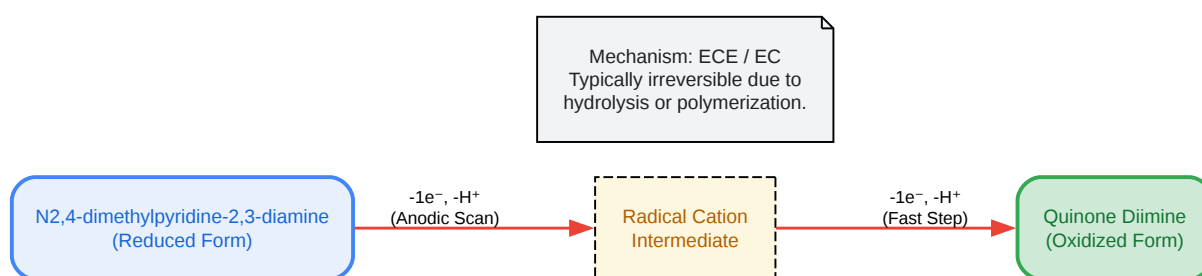 Mechanism: ECE / EC
Typically irreversible due to
hydrolysis or polymerization.
N2,4-dimethylpyridine-2,3-diamine
(Reduced Form)
-1e⁻, -H⁺
(Anodic Scan)
Radical Cation
Intermediate
-1e⁻, -H⁺
(Fast Step)
Quinone Diimine
(Oxidized Form)